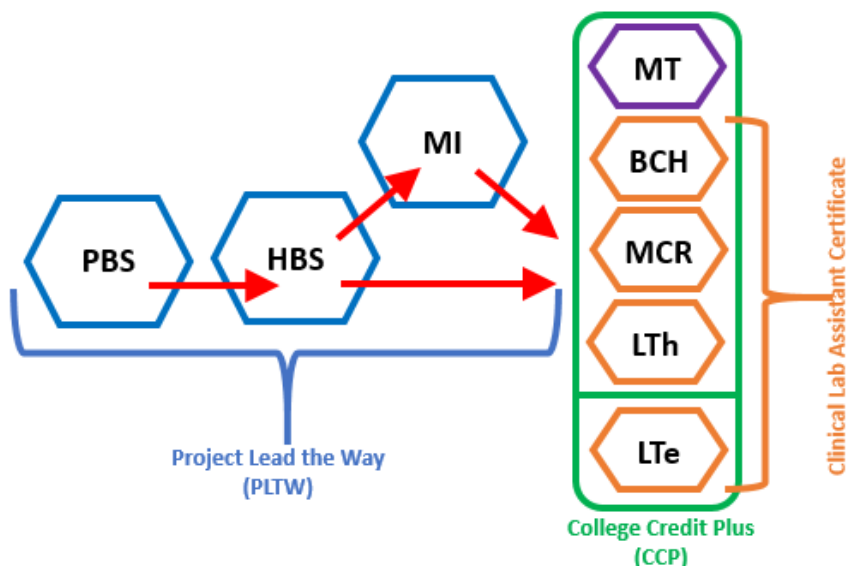 PBS
HBS
MI
MT
BCH
MCR
LTh
LTe
Project Lead the Way
(PLTW)
College Credit Plus
(CCP)
Clinical Lab Assistant Certificate